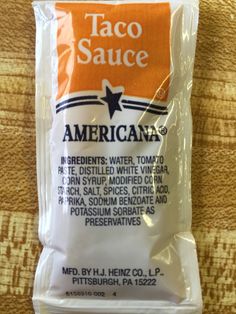 Taco
Sauce
AMERICANA®
INGREDIENTS: WATER, TOMATO
PASTE, DISTILLED WHITE VINEGAR,
CORN SYRUP, MODIFIED CORN
STARCH, SALT, SPICES, CITRIC ACID,
PAPRIKA, SODIUM BENZOATE AND
POTASSIUM SORBATE AS
PRESERVATIVES
MFD. BY H.J. HEINZ CO., L.P.,
PITTSBURGH, PA 15222